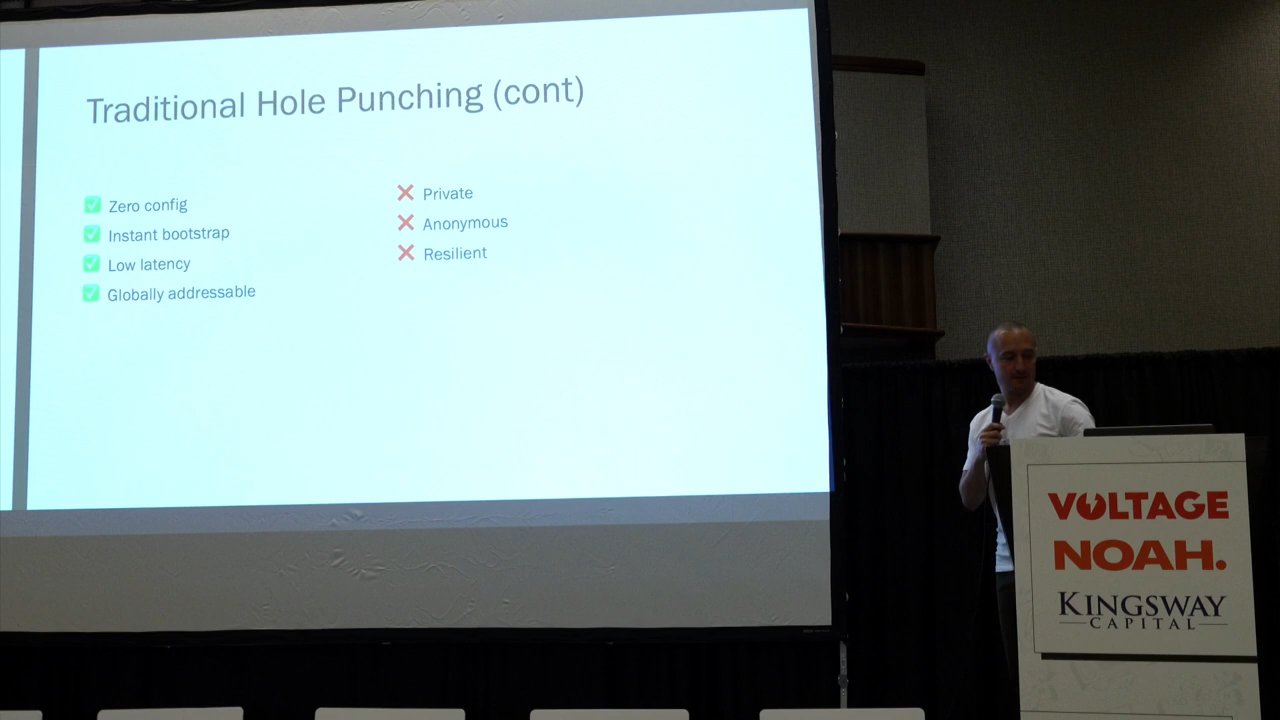 Traditional Hole Punching (cont)
✅ Zero config
✅ Instant bootstrap
✅ Low latency
✅ Globally addressable
❌ Private
❌ Anonymous
❌ Resilient
VOLTAGE
NOAH.
KINGSWAY
CAPITAL